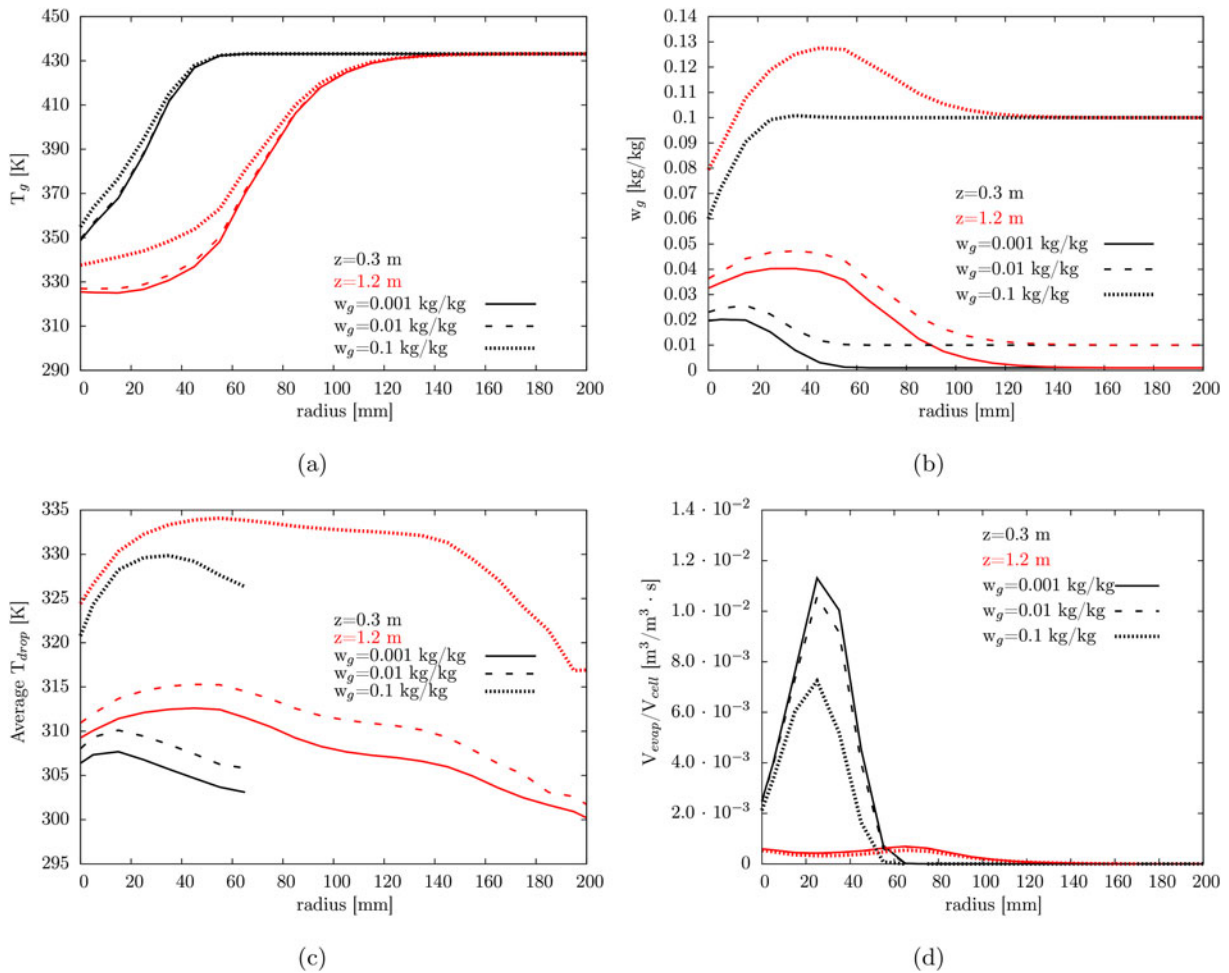 450
430
410
390
370
350
330
310
290
T_g [K]
z=0.3 m
z=1.2 m
w_g=0.001 kg/kg
w_g=0.01 kg/kg
w_g=0.1 kg/kg
0 20 40 60 80 100 120 140 160 180 200
radius [mm]
(a)
0.14
0.13
0.12
0.11
0.1
0.09
0.08
0.07
0.06
0.05
0.04
0.03
0.02
0.01
0
w_g [kg/kg]
z=0.3 m
z=1.2 m
w_g=0.001 kg/kg
w_g=0.01 kg/kg
w_g=0.1 kg/kg
0 20 40 60 80 100 120 140 160 180 200
radius [mm]
(b)
335
330
325
320
315
310
305
300
295
Average T_drop [K]
z=0.3 m
z=1.2 m
w_g=0.001 kg/kg
w_g=0.01 kg/kg
w_g=0.1 kg/kg
0 20 40 60 80 100 120 140 160 180 200
radius [mm]
(c)
1.4 · 10⁻²
1.2 · 10⁻²
1.0 · 10⁻²
8.0 · 10⁻³
6.0 · 10⁻³
4.0 · 10⁻³
2.0 · 10⁻³
0
V_evap/V_cell [m³/m³ · s]
z=0.3 m
z=1.2 m
w_g=0.001 kg/kg
w_g=0.01 kg/kg
w_g=0.1 kg/kg
0 20 40 60 80 100 120 140 160 180 200
radius [mm]
(d)